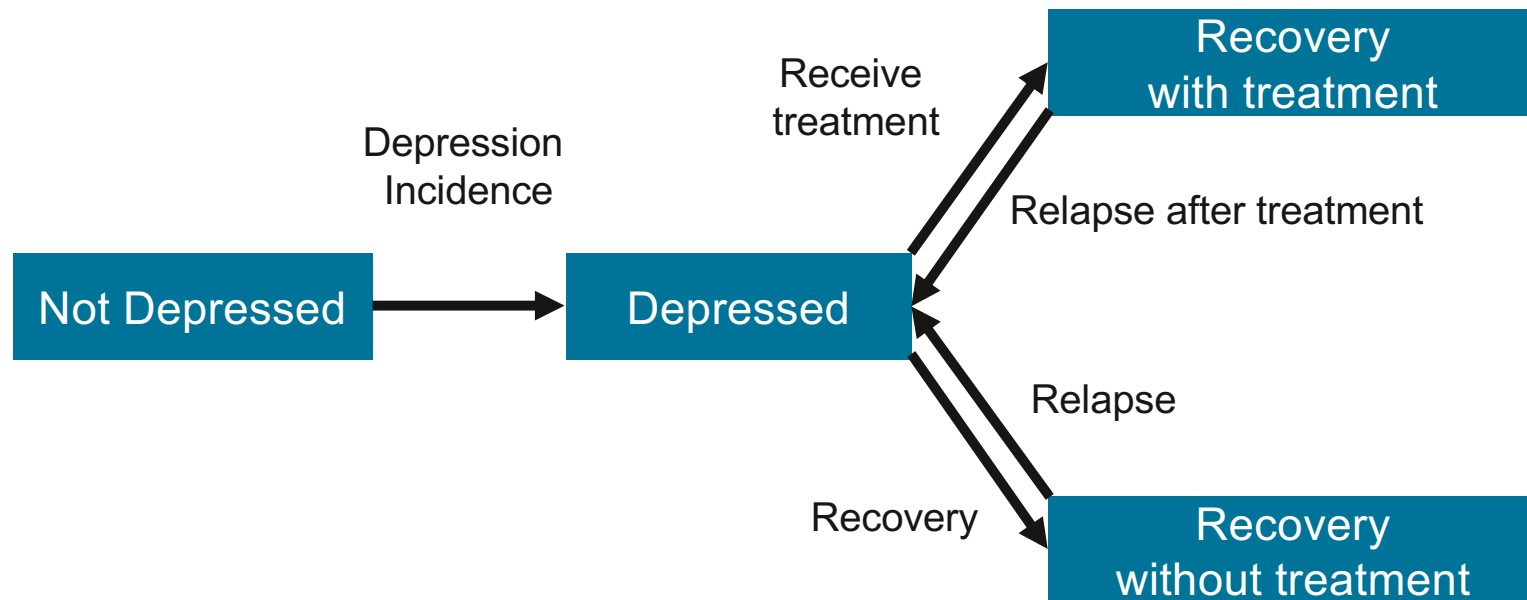 Recovery
with treatment
Receive
treatment
Depression
Incidence
Relapse after treatment
Not Depressed
Depressed
Relapse
Recovery
Recovery
without treatment